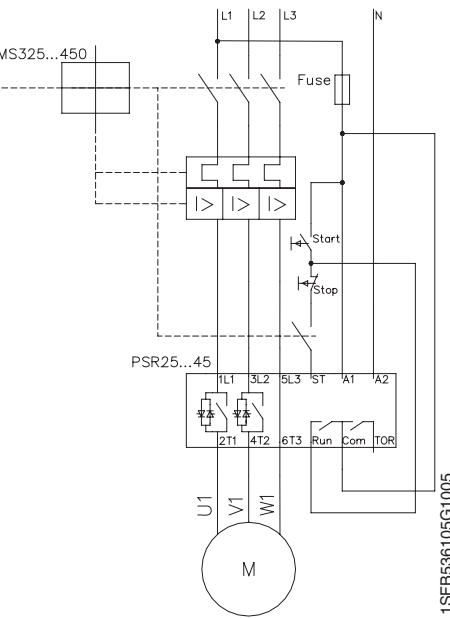 L1 L2 L3 N
MS325...450
Fuse
I> I> I>
Start
Stop
PSR25...45
1L1 3L2 5L3 ST A1 A2
2T1 4T2 6T3 Run Com TOR
U1 V1 W1
M
1SFB536105G1005